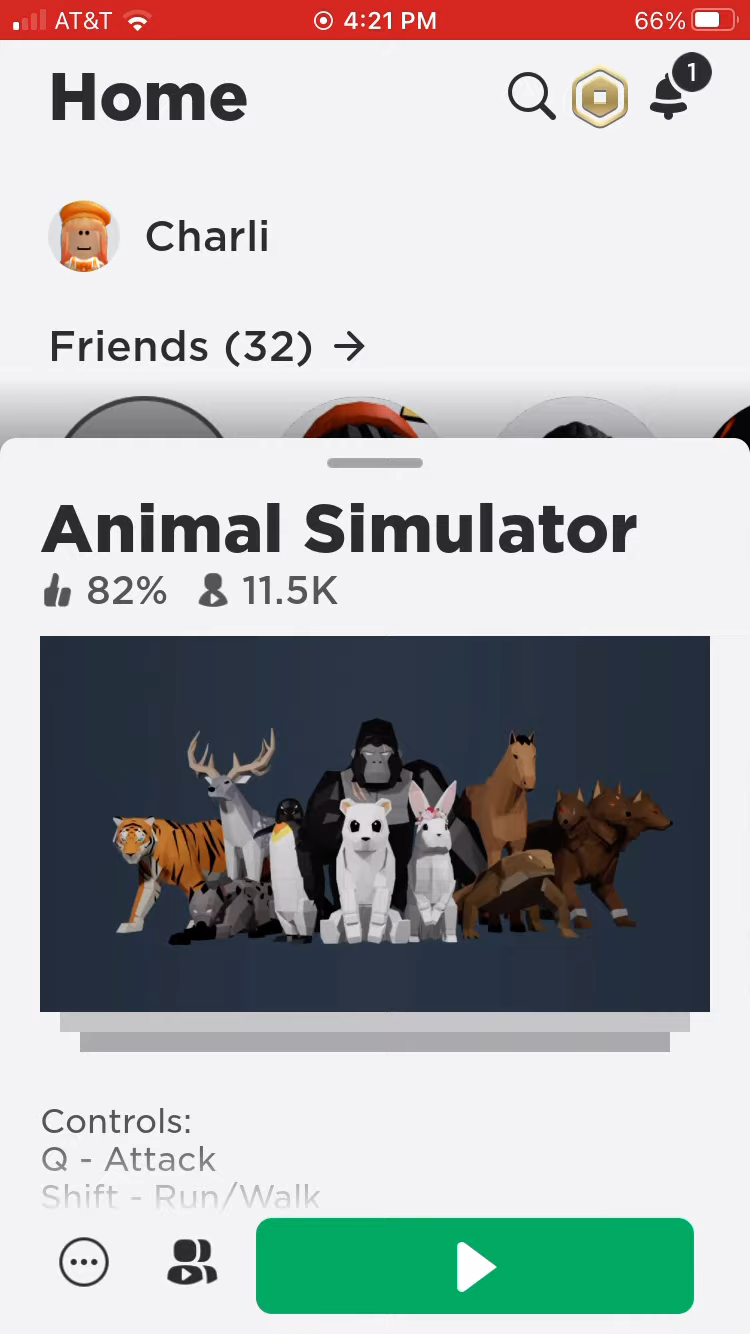 AT&T
4:21 PM
66%
Home
1
Charli
Friends (32)
Animal Simulator
82% 11.5K
Controls:
Q - Attack
Shift - Run/Walk